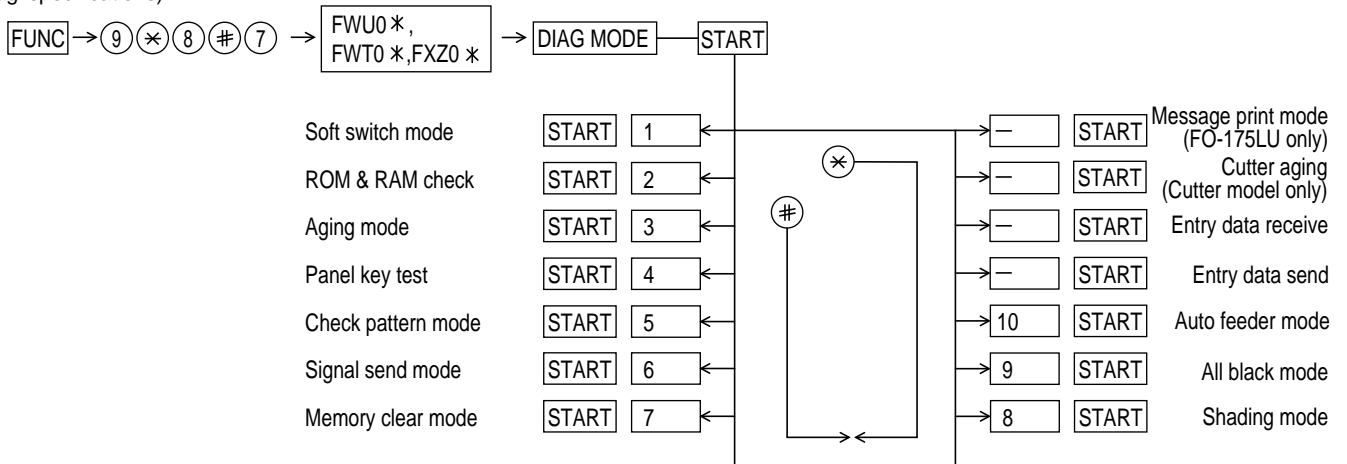 FUNC → 9 * 8 # 7 → FWU0*, → DIAG MODE START
FWT0*,FXZ0*
Soft switch mode START 1
ROM & RAM check START 2
Aging mode START 3
Panel key test START 4
Check pattern mode START 5
Signal send mode START 6
Memory clear mode START 7
*
#
– START Message print mode
(FO-175LU only)
– START Cutter aging
(Cutter model only)
– START Entry data receive
– START Entry data send
10 START Auto feeder mode
9 START All black mode
8 START Shading mode